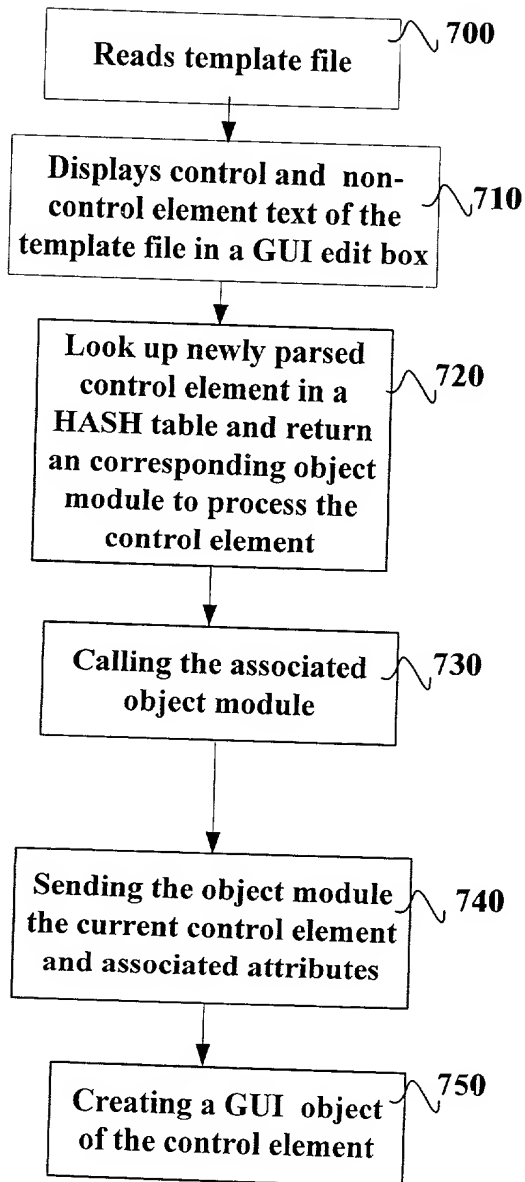 Reads template file
700
Displays control and non-
control element text of the
template file in a GUI edit box
710
Look up newly parsed
control element in a
HASH table and return
an corresponding object
module to process the
control element
720
Calling the associated
object module
730
Sending the object module
the current control element
and associated attributes
740
Creating a GUI object
of the control element
750